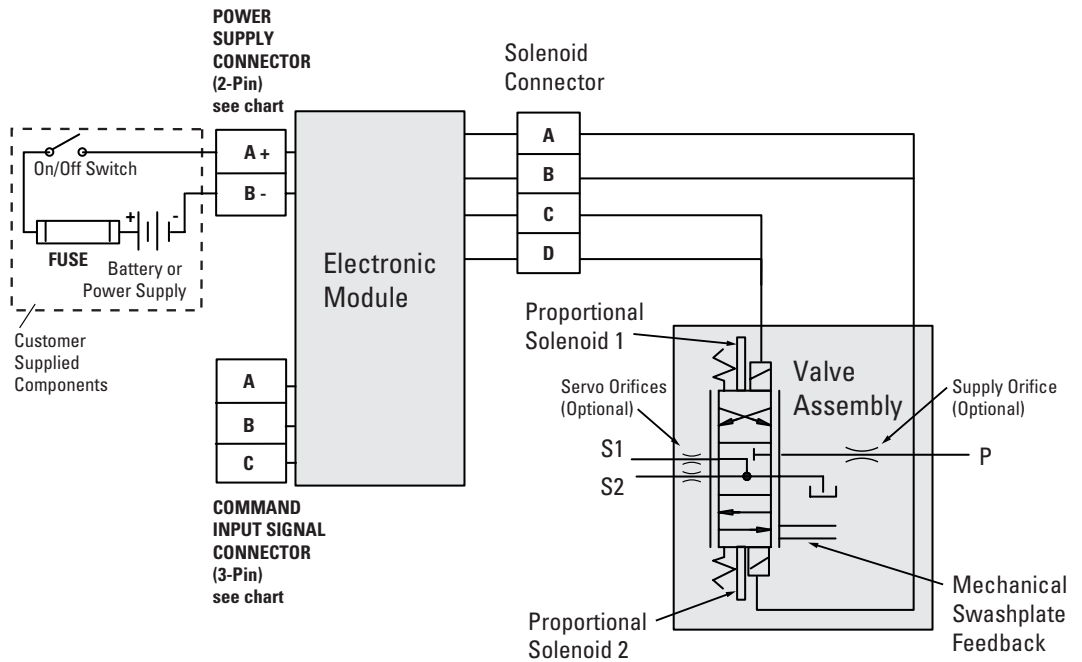 POWER
SUPPLY
CONNECTOR
(2-Pin)
see chart
Solenoid
Connector
On/Off Switch
A +
B -
+
-
FUSE
Battery or
Power Supply
Customer
Supplied
Components
Electronic
Module
A
B
C
D
A
B
C
COMMAND
INPUT SIGNAL
CONNECTOR
(3-Pin)
see chart
Proportional
Solenoid 1
Servo Orifices
(Optional)
Valve
Assembly
Supply Orifice
(Optional)
S1
S2
P
Proportional
Solenoid 2
Mechanical
Swashplate
Feedback